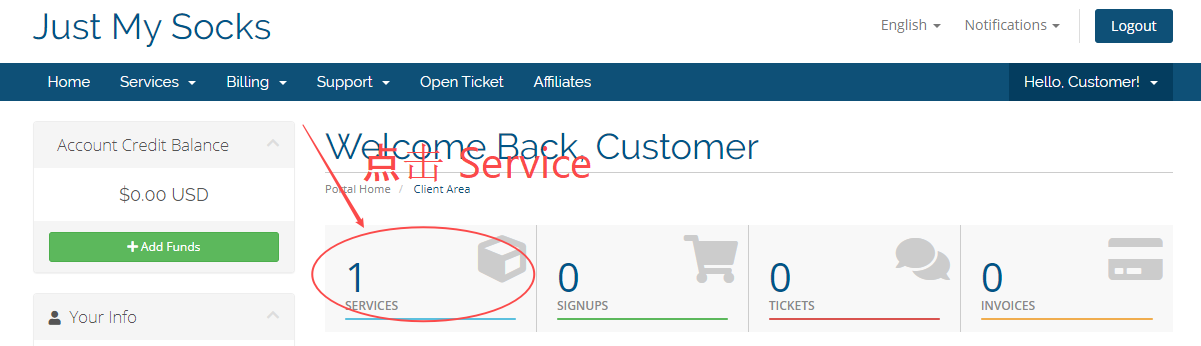 Just My Socks
English
Notifications
Logout
Home Services Billing Support Open Ticket Affiliates
Hello, Customer!
Account Credit Balance
$0.00 USD
Add Funds
Your Info
Welcome Back, Customer
点击 Service
Portal Home / Client Area
1
SERVICES
0
SIGNUPS
0
TICKETS
0
INVOICES